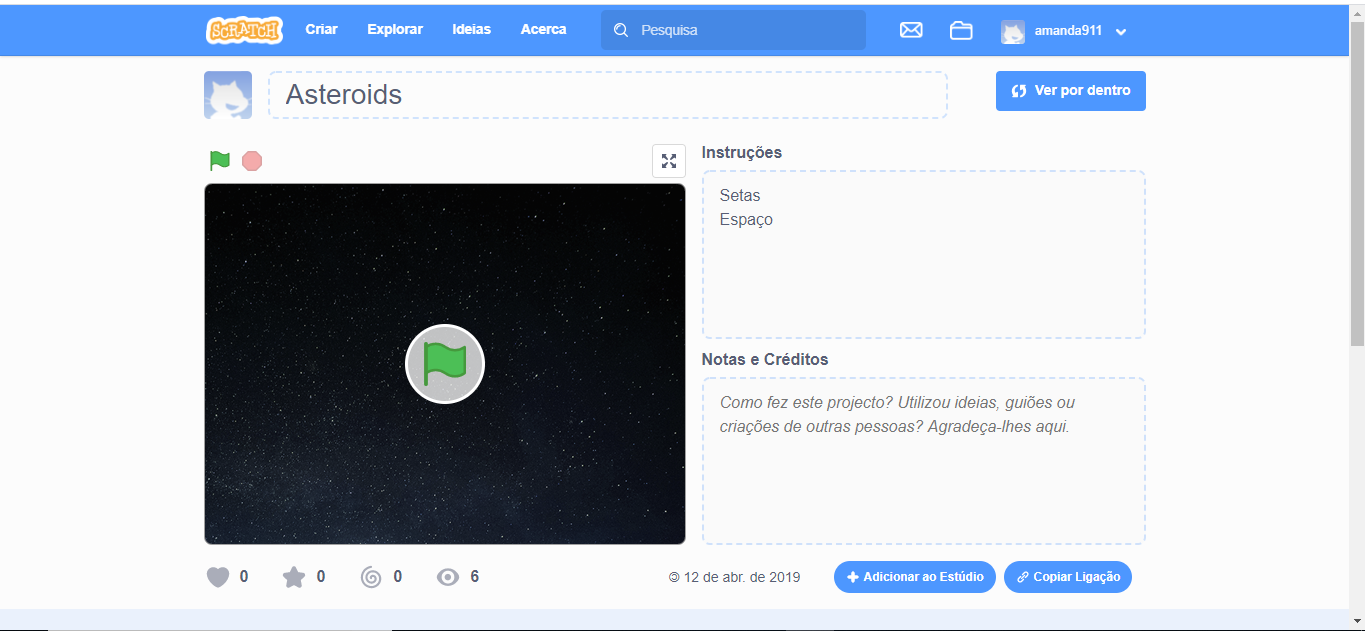 SCRATCH Criar Explorar Ideias Acerca Pesquisa amanda911
Asteroids
Ver por dentro
Instruções
Setas
Espaço
Notas e Créditos
Como fez este projecto? Utilizou ideias, guiões ou
criações de outras pessoas? Agradeça-lhes aqui.
0 0 0 6
12 de abr. de 2019
Adicionar ao Estúdio
Copiar Ligação